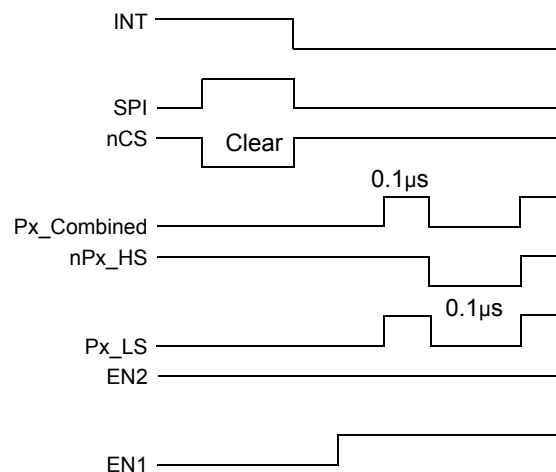 INT
SPI
nCS
Clear
0.1µs
Px_Combined
nPx_HS
0.1µs
Px_LS
EN2
EN1